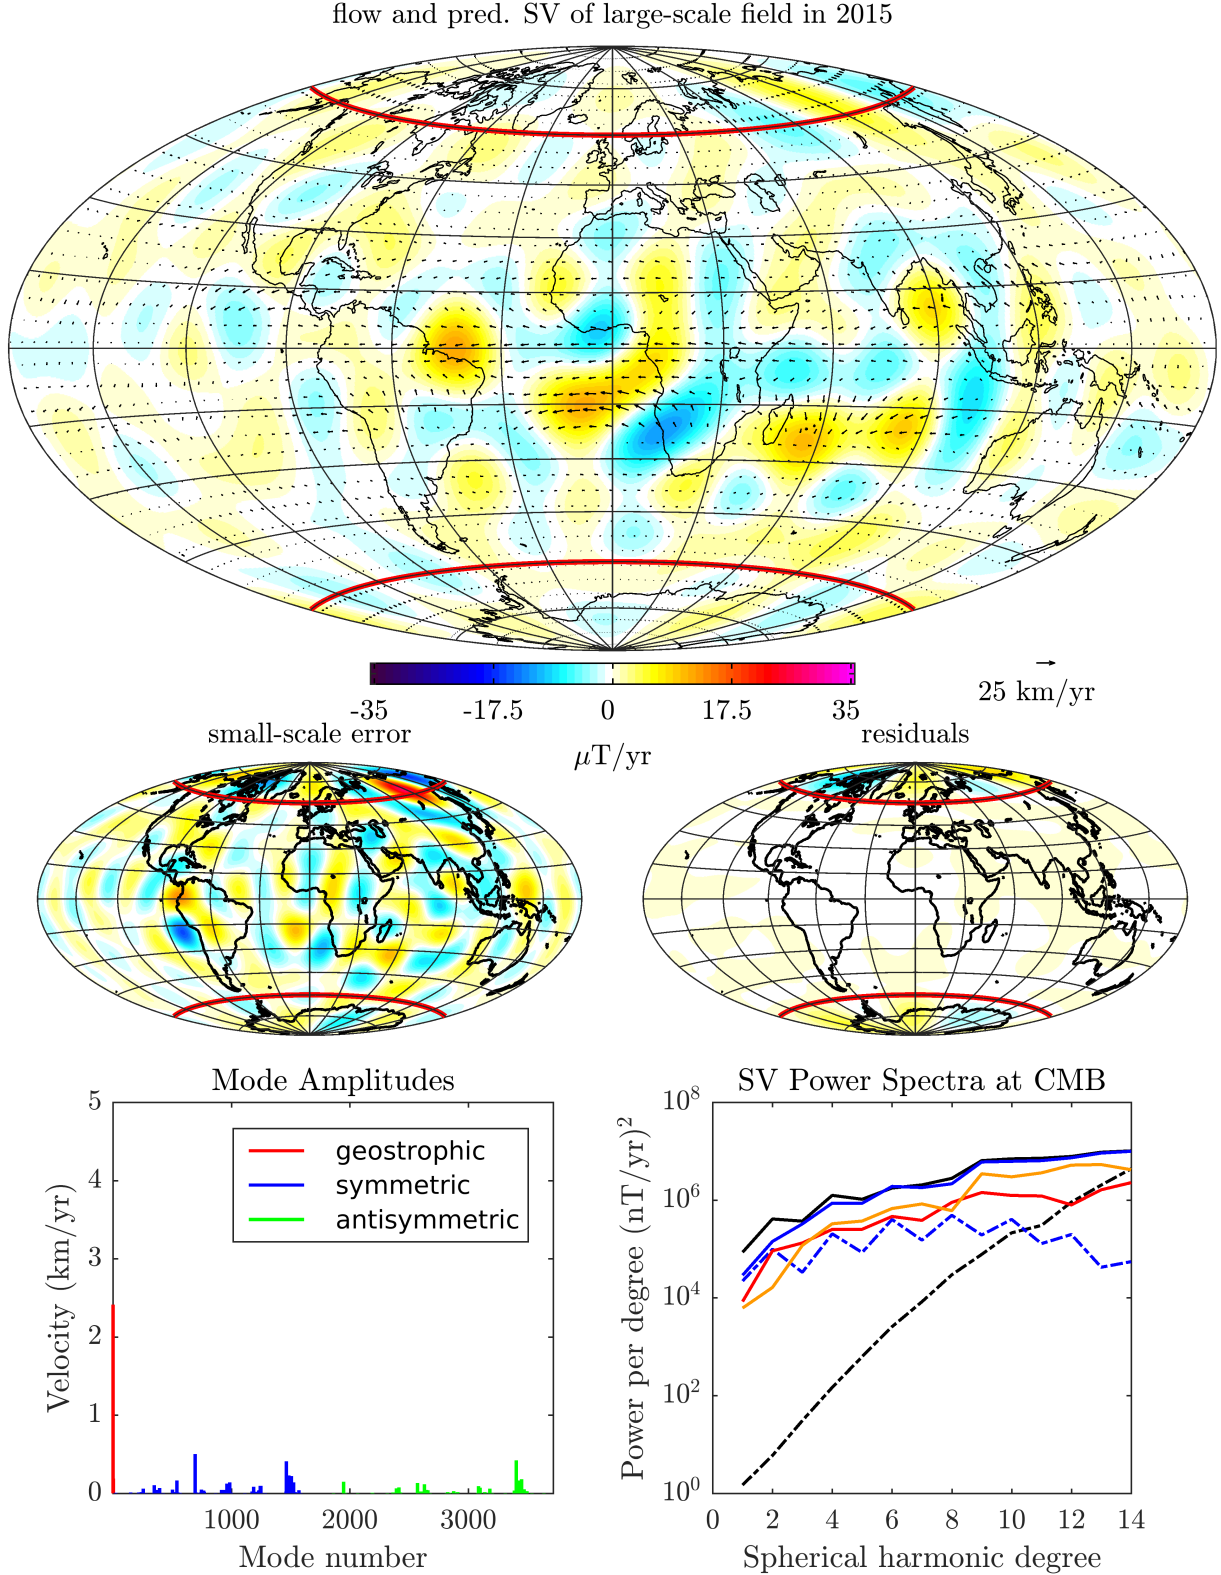 flow and pred. SV of large-scale field in 2015
-35 -17.5 0 17.5 35
25 km/yr
μT/yr
small-scale error
residuals
Mode Amplitudes
5
4
3
2
1
0
Velocity (km/yr)
geostrophic
symmetric
antisymmetric
1000 2000 3000
Mode number
SV Power Spectra at CMB
10^8
10^6
10^4
10^2
10^0
Power per degree (nT/yr)^2
0 2 4 6 8 10 12 14
Spherical harmonic degree